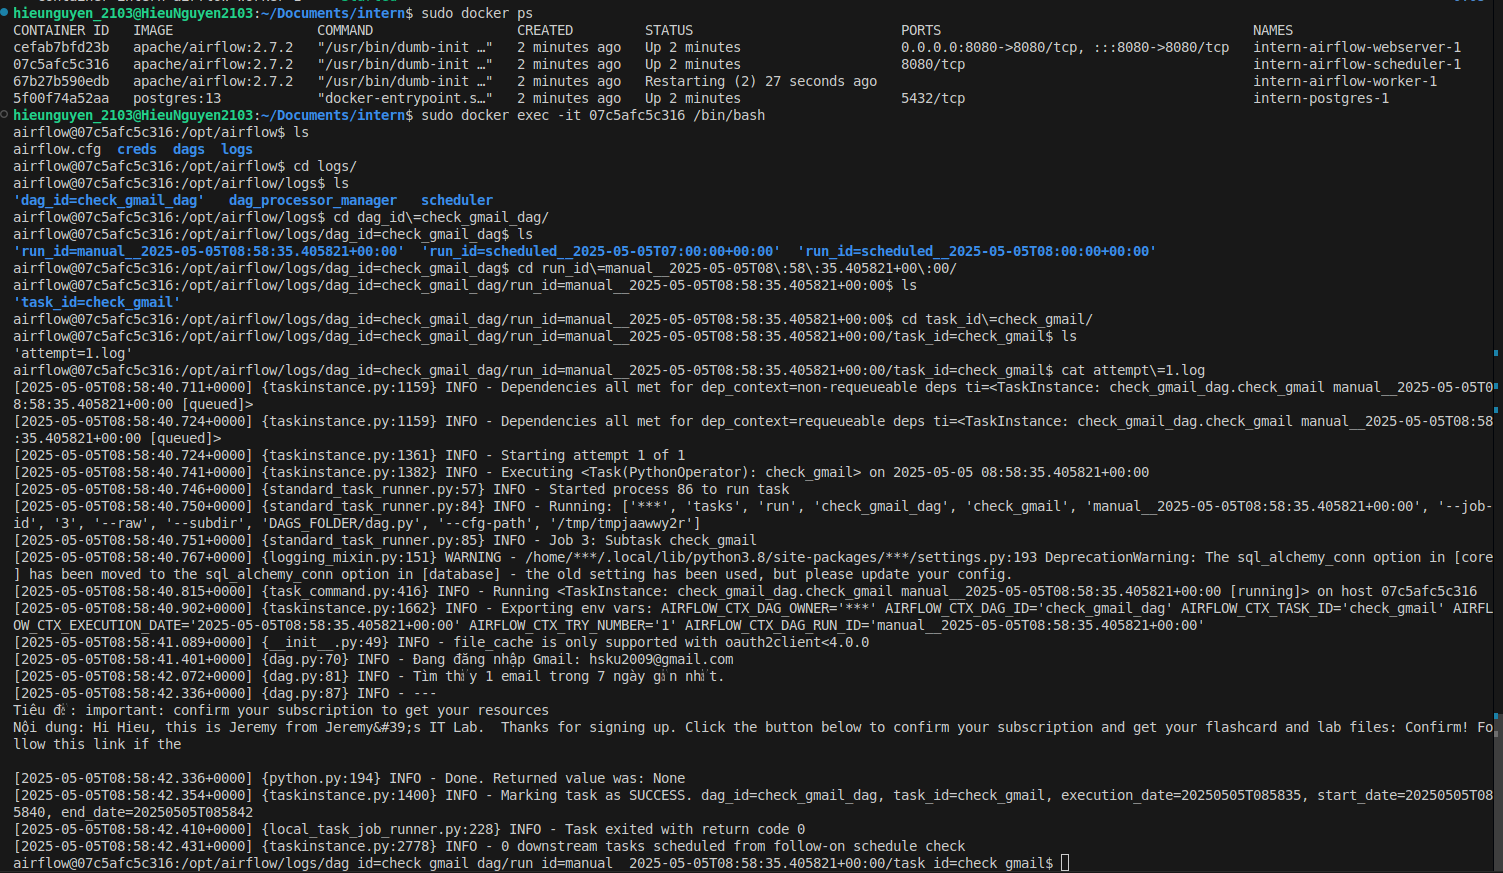 hieunguyen_2103@HieuNguyen2103:~/Documents/intern$ sudo docker ps
CONTAINER ID   IMAGE                  COMMAND                  CREATED         STATUS                         PORTS                                       NAMES
cefab7bfd23b   apache/airflow:2.7.2   "/usr/bin/dumb-init …"   2 minutes ago   Up 2 minutes                   0.0.0.0:8080->8080/tcp, :::8080->8080/tcp   intern-airflow-webserver-1
07c5afc5c316   apache/airflow:2.7.2   "/usr/bin/dumb-init …"   2 minutes ago   Up 2 minutes                   8080/tcp                                    intern-airflow-scheduler-1
67b27b590edb   apache/airflow:2.7.2   "/usr/bin/dumb-init …"   2 minutes ago   Restarting (2) 27 seconds ago                                              intern-airflow-worker-1
5f00f74a52aa   postgres:13            "docker-entrypoint.s…"   2 minutes ago   Up 2 minutes                   5432/tcp                                    intern-postgres-1
hieunguyen_2103@HieuNguyen2103:~/Documents/intern$ sudo docker exec -it 07c5afc5c316 /bin/bash
airflow@07c5afc5c316:/opt/airflow$ ls
airflow.cfg  creds  dags  logs
airflow@07c5afc5c316:/opt/airflow$ cd logs/
airflow@07c5afc5c316:/opt/airflow/logs$ ls
'dag_id=check_gmail_dag'   dag_processor_manager   scheduler
airflow@07c5afc5c316:/opt/airflow/logs$ cd dag_id\=check_gmail_dag/
airflow@07c5afc5c316:/opt/airflow/logs/dag_id=check_gmail_dag$ ls
'run_id=manual__2025-05-05T08:58:35.405821+00:00'  'run_id=scheduled__2025-05-05T07:00:00+00:00'  'run_id=scheduled__2025-05-05T08:00:00+00:00'
airflow@07c5afc5c316:/opt/airflow/logs/dag_id=check_gmail_dag$ cd run_id\=manual__2025-05-05T08\:58\:35.405821+00\:00/
airflow@07c5afc5c316:/opt/airflow/logs/dag_id=check_gmail_dag/run_id=manual__2025-05-05T08:58:35.405821+00:00$ ls
'task_id=check_gmail'
airflow@07c5afc5c316:/opt/airflow/logs/dag_id=check_gmail_dag/run_id=manual__2025-05-05T08:58:35.405821+00:00$ cd task_id\=check_gmail/
airflow@07c5afc5c316:/opt/airflow/logs/dag_id=check_gmail_dag/run_id=manual__2025-05-05T08:58:35.405821+00:00/task_id=check_gmail$ ls
'attempt=1.log'
airflow@07c5afc5c316:/opt/airflow/logs/dag_id=check_gmail_dag/run_id=manual__2025-05-05T08:58:35.405821+00:00/task_id=check_gmail$ cat attempt\=1.log
[2025-05-05T08:58:40.711+0000] {taskinstance.py:1159} INFO - Dependencies all met for dep_context=non-requeueable deps ti=<TaskInstance: check_gmail_dag.check_gmail manual__2025-05-05T0
8:58:35.405821+00:00 [queued]>
[2025-05-05T08:58:40.724+0000] {taskinstance.py:1159} INFO - Dependencies all met for dep_context=requeueable deps ti=<TaskInstance: check_gmail_dag.check_gmail manual__2025-05-05T08:58
:35.405821+00:00 [queued]>
[2025-05-05T08:58:40.724+0000] {taskinstance.py:1361} INFO - Starting attempt 1 of 1
[2025-05-05T08:58:40.741+0000] {taskinstance.py:1382} INFO - Executing <Task(PythonOperator): check_gmail> on 2025-05-05 08:58:35.405821+00:00
[2025-05-05T08:58:40.746+0000] {standard_task_runner.py:57} INFO - Started process 86 to run task
[2025-05-05T08:58:40.750+0000] {standard_task_runner.py:84} INFO - Running: ['***', 'tasks', 'run', 'check_gmail_dag', 'check_gmail', 'manual__2025-05-05T08:58:35.405821+00:00', '--job-
id', '3', '--raw', '--subdir', 'DAGS_FOLDER/dag.py', '--cfg-path', '/tmp/tmpjaawwy2r']
[2025-05-05T08:58:40.751+0000] {standard_task_runner.py:85} INFO - Job 3: Subtask check_gmail
[2025-05-05T08:58:40.767+0000] {logging_mixin.py:151} WARNING - /home/***/.local/lib/python3.8/site-packages/***/settings.py:193 DeprecationWarning: The sql_alchemy_conn option in [core
] has been moved to the sql_alchemy_conn option in [database] - the old setting has been used, but please update your config.
[2025-05-05T08:58:40.815+0000] {task_command.py:416} INFO - Running <TaskInstance: check_gmail_dag.check_gmail manual__2025-05-05T08:58:35.405821+00:00 [running]> on host 07c5afc5c316
[2025-05-05T08:58:40.902+0000] {taskinstance.py:1662} INFO - Exporting env vars: AIRFLOW_CTX_DAG_OWNER='***' AIRFLOW_CTX_DAG_ID='check_gmail_dag' AIRFLOW_CTX_TASK_ID='check_gmail' AIRFL
OW_CTX_EXECUTION_DATE='2025-05-05T08:58:35.405821+00:00' AIRFLOW_CTX_TRY_NUMBER='1' AIRFLOW_CTX_DAG_RUN_ID='manual__2025-05-05T08:58:35.405821+00:00'
[2025-05-05T08:58:41.089+0000] {__init__.py:49} INFO - file_cache is only supported with oauth2client<4.0.0
[2025-05-05T08:58:41.401+0000] {dag.py:70} INFO - Đang đăng nhập Gmail: hsku2009@gmail.com
[2025-05-05T08:58:42.072+0000] {dag.py:81} INFO - Tìm thấy 1 email trong 7 ngày gần nhất.
[2025-05-05T08:58:42.336+0000] {dag.py:87} INFO - ---
Tiêu đề: important: confirm your subscription to get your resources
Nội dung: Hi Hieu, this is Jeremy from Jeremy&#39;s IT Lab.  Thanks for signing up. Click the button below to confirm your subscription and get your flashcard and lab files: Confirm! Fo
llow this link if the
[2025-05-05T08:58:42.336+0000] {python.py:194} INFO - Done. Returned value was: None
[2025-05-05T08:58:42.354+0000] {taskinstance.py:1400} INFO - Marking task as SUCCESS. dag_id=check_gmail_dag, task_id=check_gmail, execution_date=20250505T085835, start_date=20250505T08
5840, end_date=20250505T085842
[2025-05-05T08:58:42.410+0000] {local_task_job_runner.py:228} INFO - Task exited with return code 0
[2025-05-05T08:58:42.431+0000] {taskinstance.py:2778} INFO - 0 downstream tasks scheduled from follow-on schedule check
airflow@07c5afc5c316:/opt/airflow/logs/dag_id=check_gmail_dag/run_id=manual__2025-05-05T08:58:35.405821+00:00/task_id=check_gmail$